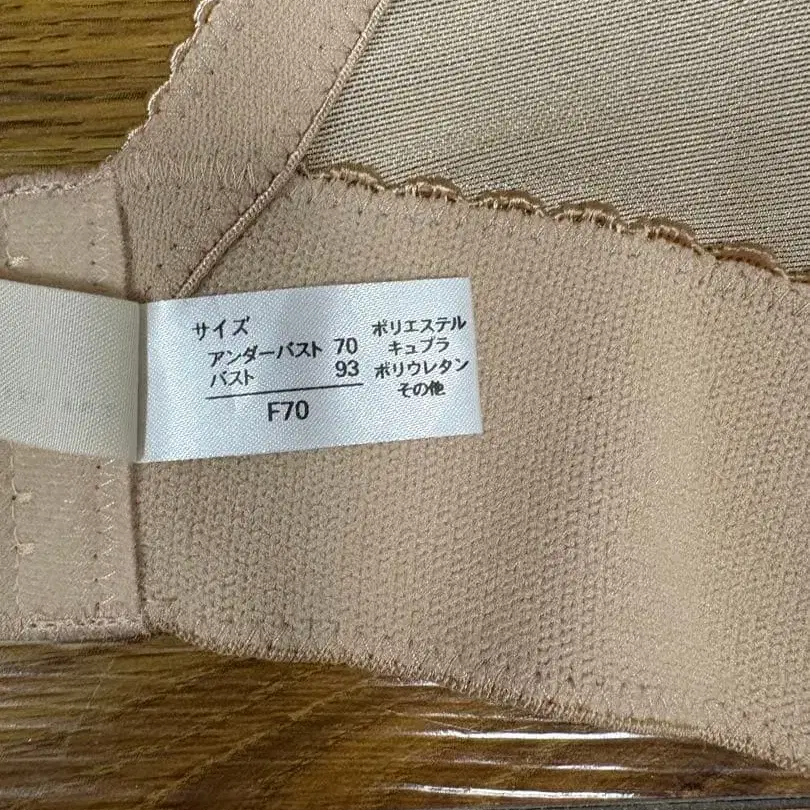 サイズ
アンダーバスト 70
バスト 93
F70
ポリエステル
キュプラ
ポリウレタン
その他